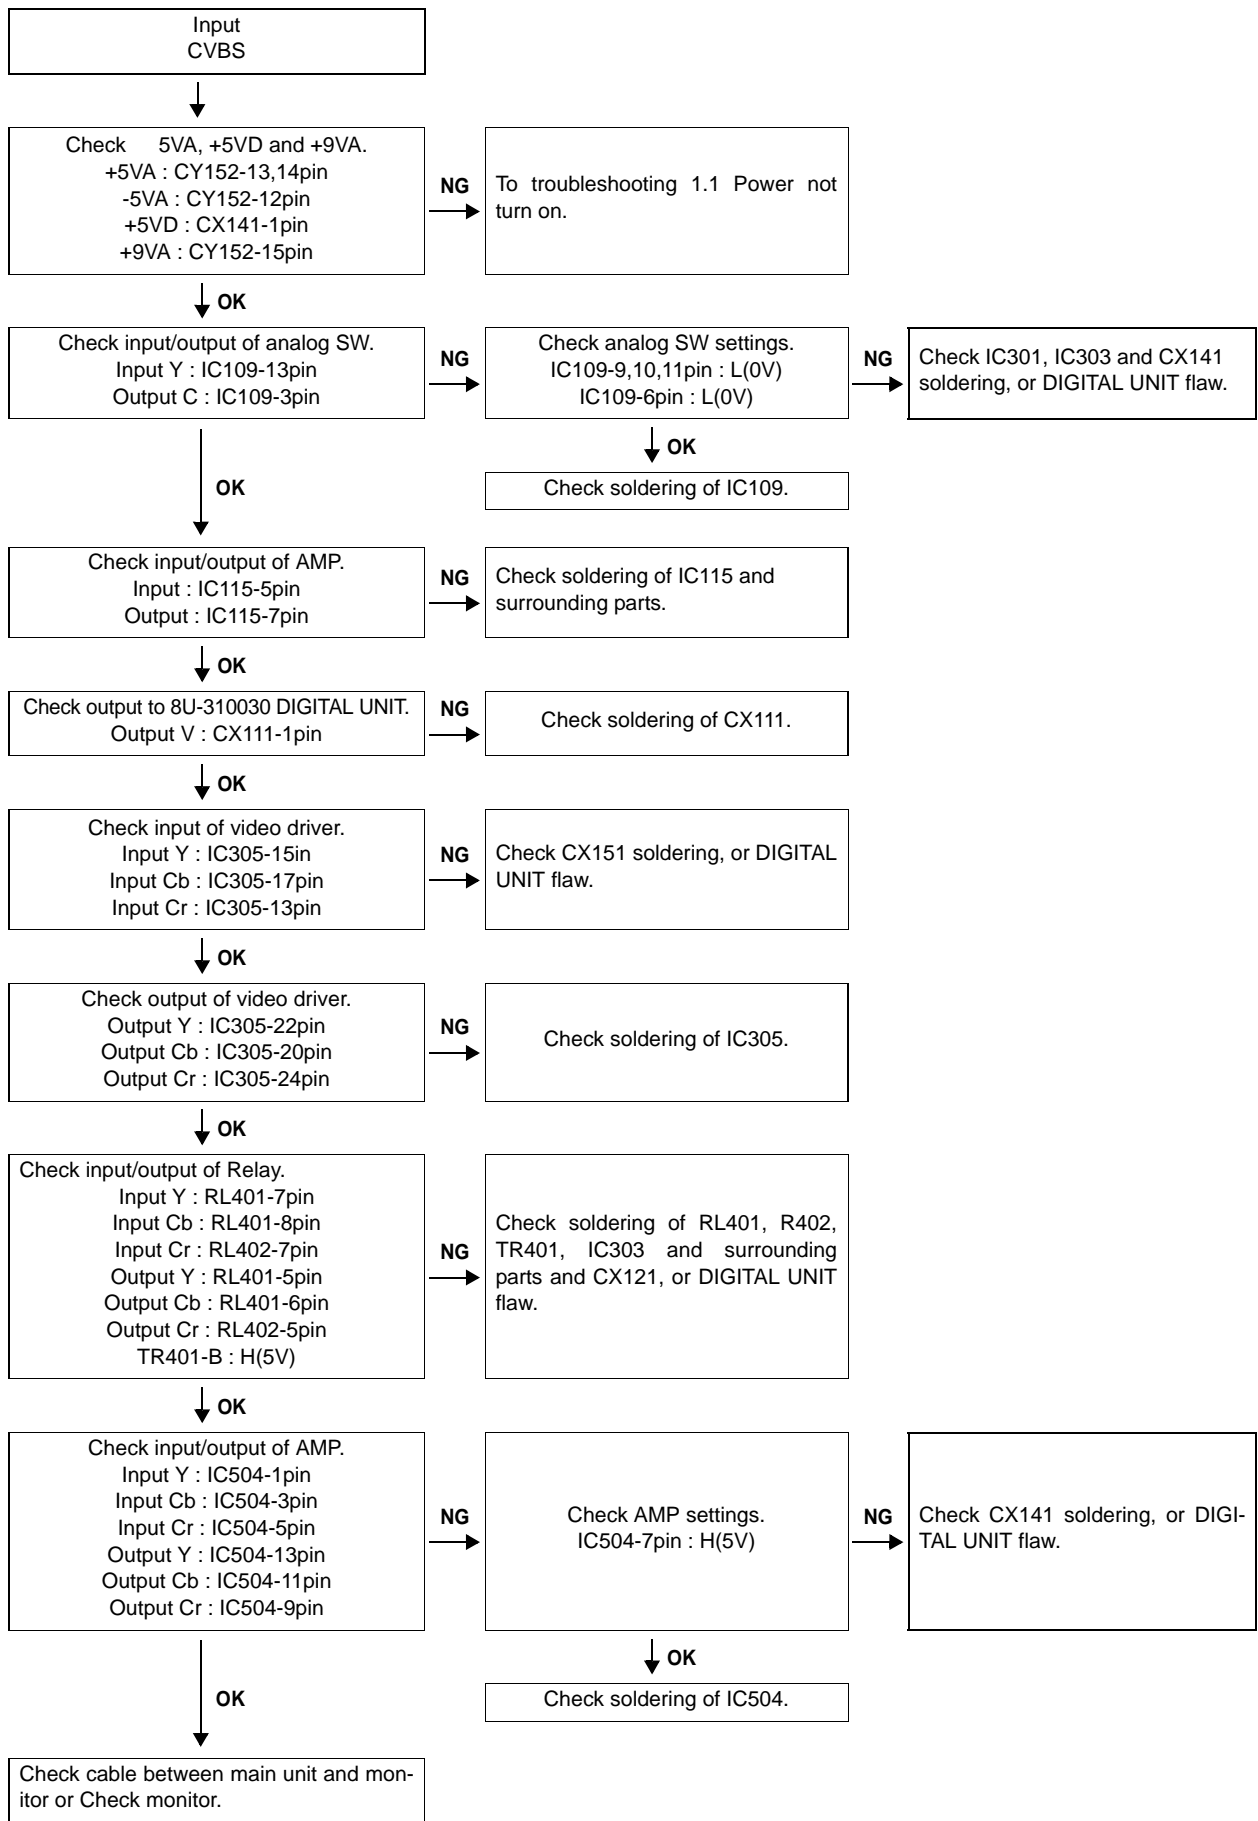 Input
CVBS
Check 5VA, +5VD and +9VA.
+5VA : CY152-13,14pin
-5VA : CY152-12pin
+5VD : CX141-1pin
+9VA : CY152-15pin
NG
To troubleshooting 1.1 Power not
turn on.
OK
Check input/output of analog SW.
Input Y : IC109-13pin
Output C : IC109-3pin
NG
Check analog SW settings.
IC109-9,10,11pin : L(0V)
IC109-6pin : L(0V)
NG
Check IC301, IC303 and CX141
soldering, or DIGITAL UNIT flaw.
OK
Check soldering of IC109.
OK
Check input/output of AMP.
Input : IC115-5pin
Output : IC115-7pin
NG
Check soldering of IC115 and
surrounding parts.
OK
Check output to 8U-310030 DIGITAL UNIT.
Output V : CX111-1pin
NG
Check soldering of CX111.
OK
Check input of video driver.
Input Y : IC305-15in
Input Cb : IC305-17pin
Input Cr : IC305-13pin
NG
Check CX151 soldering, or DIGITAL
UNIT flaw.
OK
Check output of video driver.
Output Y : IC305-22pin
Output Cb : IC305-20pin
Output Cr : IC305-24pin
NG
Check soldering of IC305.
OK
Check input/output of Relay.
Input Y : RL401-7pin
Input Cb : RL401-8pin
Input Cr : RL402-7pin
Output Y : RL401-5pin
Output Cb : RL401-6pin
Output Cr : RL402-5pin
TR401-B : H(5V)
NG
Check soldering of RL401, R402,
TR401, IC303 and surrounding
parts and CX121, or DIGITAL UNIT
flaw.
OK
Check input/output of AMP.
Input Y : IC504-1pin
Input Cb : IC504-3pin
Input Cr : IC504-5pin
Output Y : IC504-13pin
Output Cb : IC504-11pin
Output Cr : IC504-9pin
NG
Check AMP settings.
IC504-7pin : H(5V)
NG
Check CX141 soldering, or DIGI-
TAL UNIT flaw.
OK
Check soldering of IC504.
OK
Check cable between main unit and mon-
itor or Check monitor.